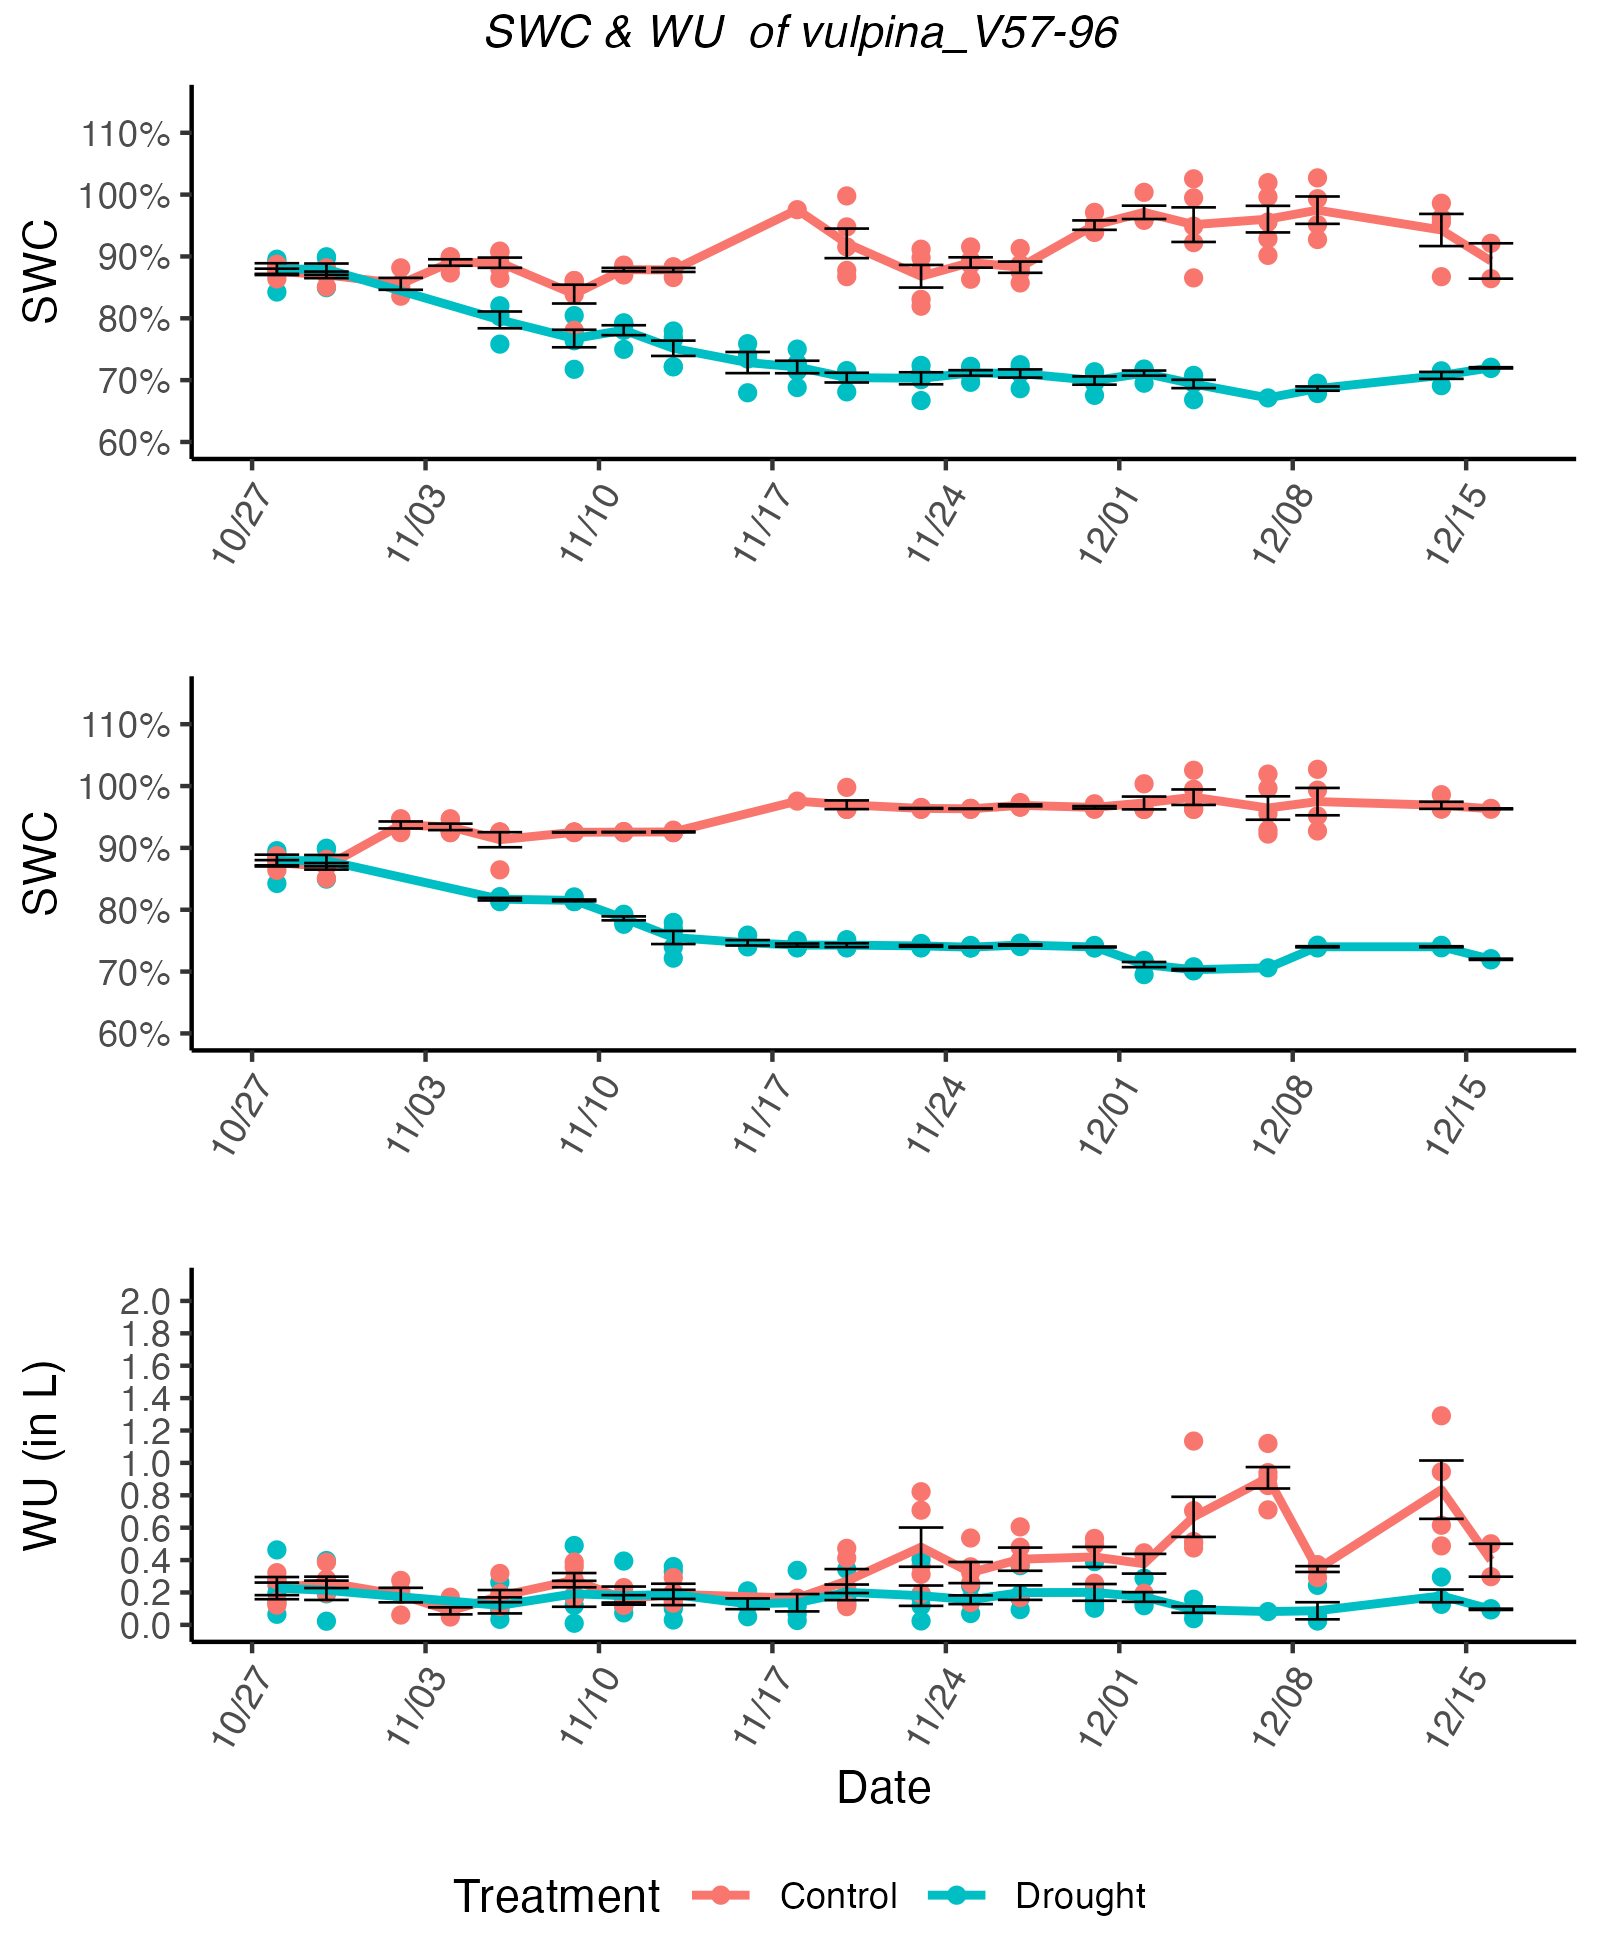 SWC & WU of vulpina_V57-96
SWC
110%
100%
90%
80%
70%
60%
10/27 11/03 11/10 11/17 11/24 12/01 12/08 12/15
SWC
110%
100%
90%
80%
70%
60%
10/27 11/03 11/10 11/17 11/24 12/01 12/08 12/15
WU (in L)
2.0
1.8
1.6
1.4
1.2
1.0
0.8
0.6
0.4
0.2
0.0
10/27 11/03 11/10 11/17 11/24 12/01 12/08 12/15
Date
Treatment Control Drought